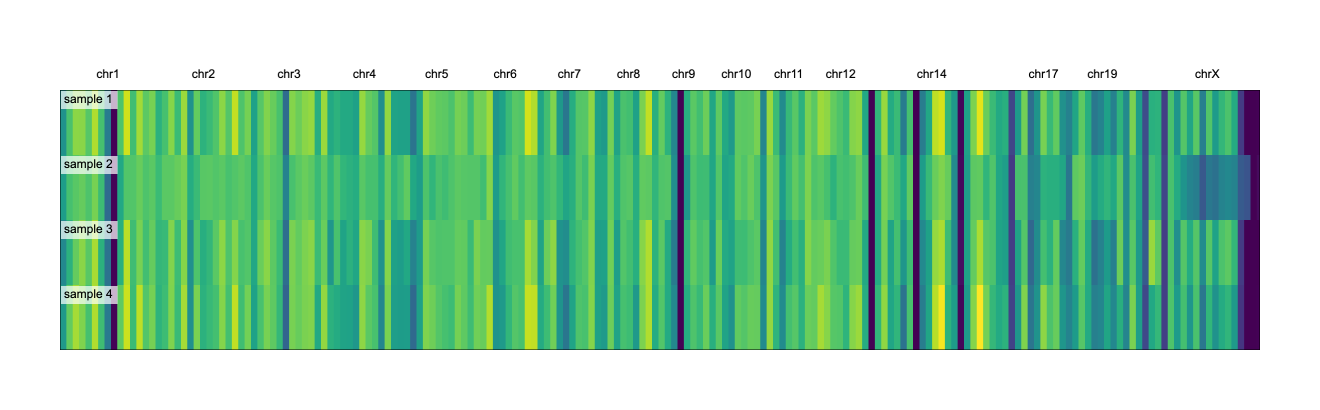 chr1 chr2 chr3 chr4 chr5 chr6 chr7 chr8 chr9 chr10 chr11 chr12 chr14 chr17 chr19 chrX
sample 1
sample 2
sample 3
sample 4